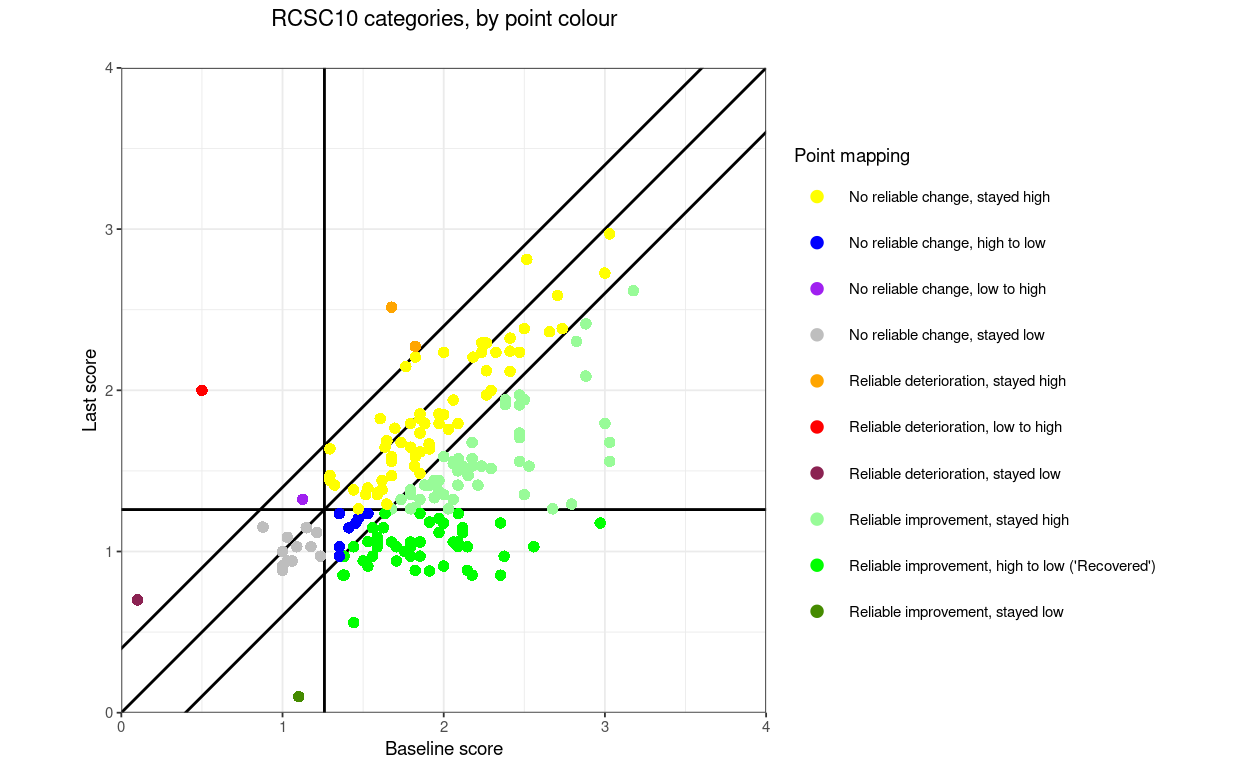 RCSC10 categories, by point colour
4
3
2
1
0
0
1
2
3
4
Last score
Baseline score
Point mapping
No reliable change, stayed high
No reliable change, high to low
No reliable change, low to high
No reliable change, stayed low
Reliable deterioration, stayed high
Reliable deterioration, low to high
Reliable deterioration, stayed low
Reliable improvement, stayed high
Reliable improvement, high to low ('Recovered')
Reliable improvement, stayed low